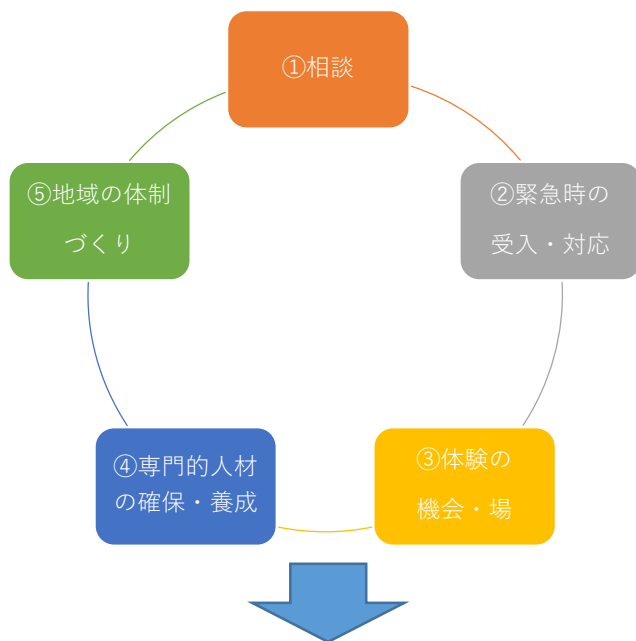 ①相談
②緊急時の
受入・対応
③体験の
機会・場
④専門的人材
の確保・養成
⑤地域の体制
づくり